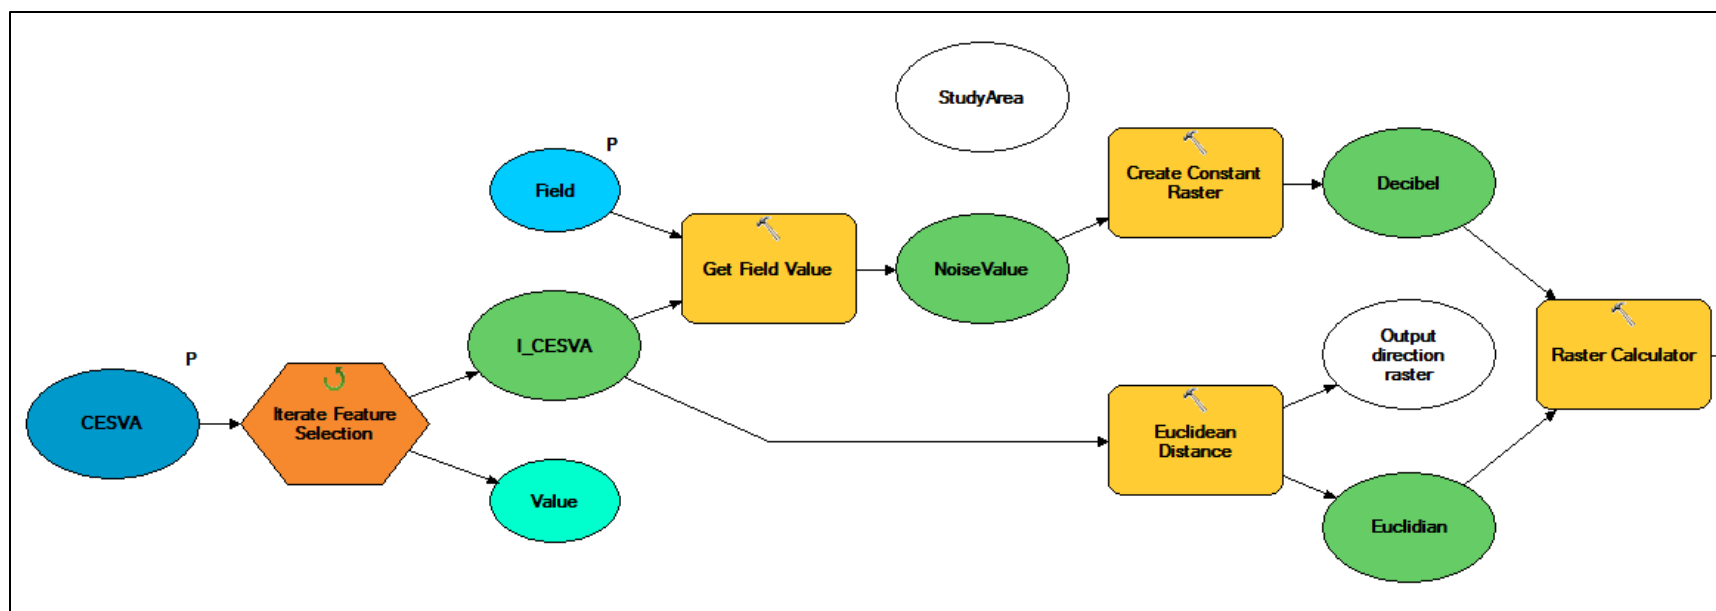 StudyArea
P
Field
Create Constant
Raster
Decibel
Get Field Value
NoiseValue
I_CESVA
Output
direction
raster
Raster Calculator
P
CESVA
Iterate Feature
Selection
Euclidean
Distance
Value
Euclidian